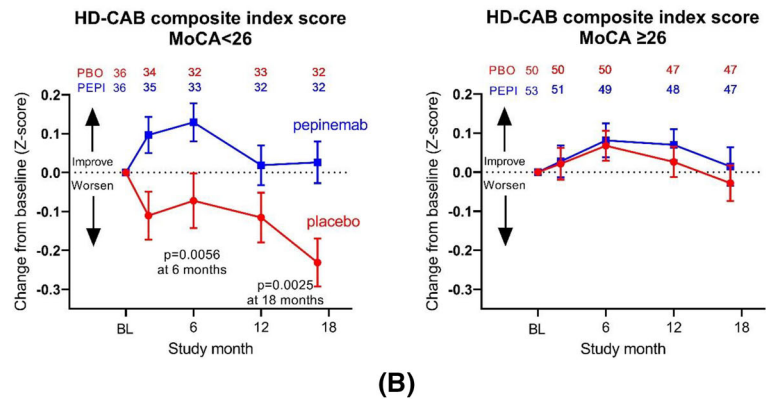 HD-CAB composite index score
MoCA<26
PBO 36 34 32 33 32
PEPI 36 35 33 32 32
0.2
0.1
0.0
-0.1
-0.2
-0.3
Change from baseline (Z-score)
Improve
Worsen
pepinemab
placebo
p=0.0056
at 6 months
p=0.0025
at 18 months
BL 6 12 18
Study month
HD-CAB composite index score
MoCA ≥26
PBO 50 50 50 47 47
PEPI 53 51 49 48 47
0.2
0.1
0.0
-0.1
-0.2
-0.3
Change from baseline (Z-score)
Improve
Worsen
BL 6 12 18
Study month
(B)